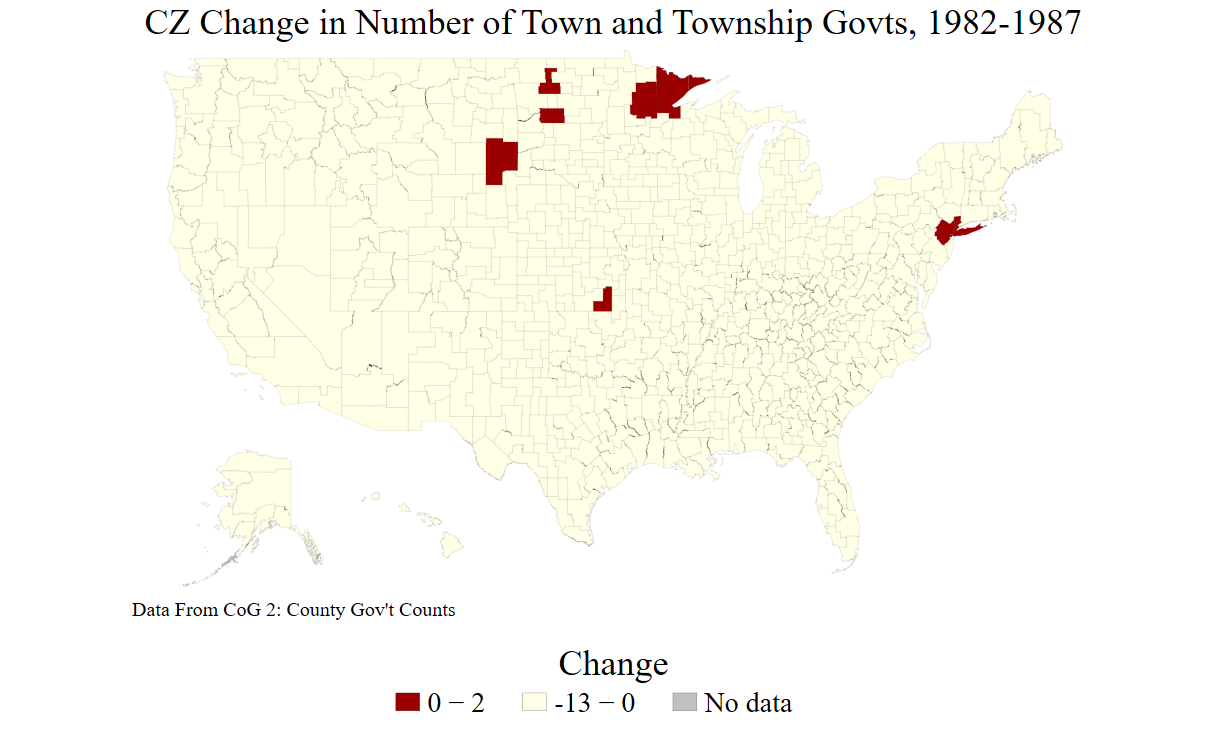 CZ Change in Number of Town and Township Govts, 1982-1987
Data From CoG 2: County Gov't Counts
Change
0 − 2 -13 − 0 No data